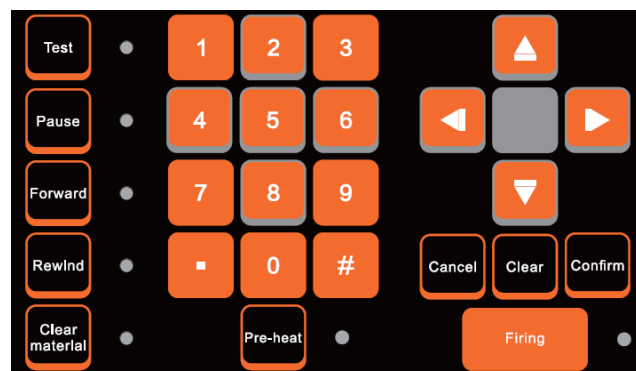 Test
1 2 3
Pause
4 5 6
Forward
7 8 9
RewInd
. 0 #
Cancel Clear Confirm
Clear
materIal
Pre-heat
Firing